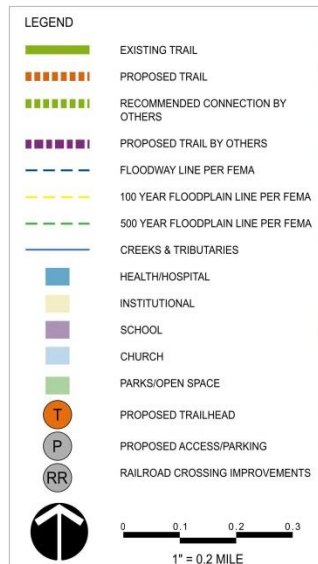 LEGEND
EXISTING TRAIL
PROPOSED TRAIL
RECOMMENDED CONNECTION BY
OTHERS
PROPOSED TRAIL BY OTHERS
FLOODWAY LINE PER FEMA
100 YEAR FLOODPLAIN LINE PER FEMA
500 YEAR FLOODPLAIN LINE PER FEMA
CREEKS & TRIBUTARIES
HEALTH/HOSPITAL
INSTITUTIONAL
SCHOOL
CHURCH
PARKS/OPEN SPACE
T PROPOSED TRAILHEAD
P PROPOSED ACCESS/PARKING
RR RAILROAD CROSSING IMPROVEMENTS
0 0.1 0.2 0.3
1" = 0.2 MILE